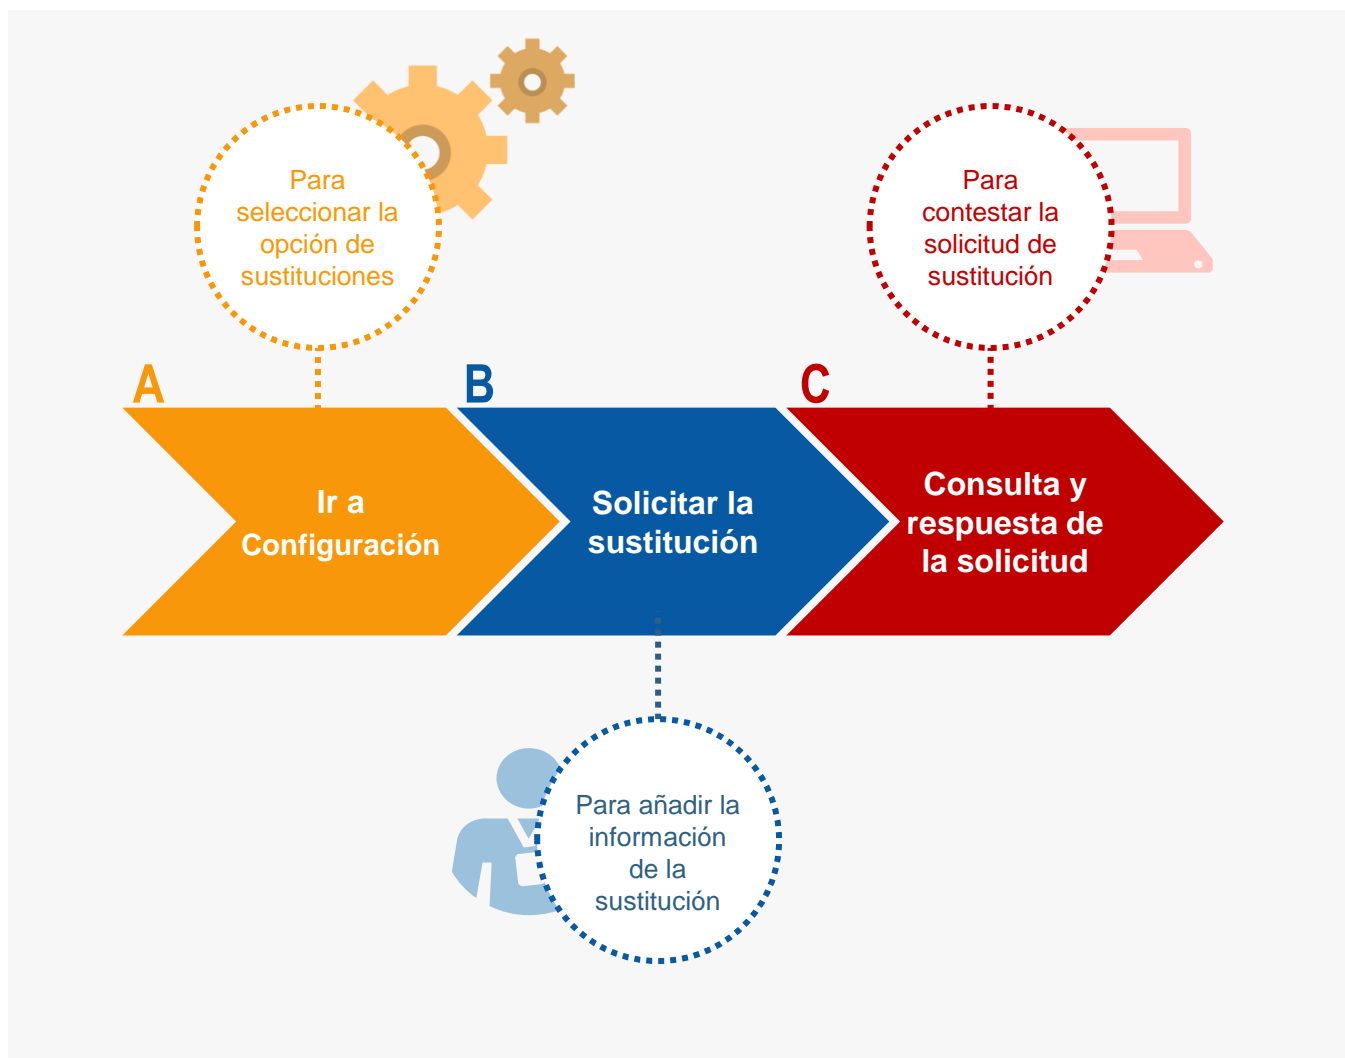 Para
seleccionar la
opción de
sustituciones
Para
contestar la
solicitud de
sustitución
A
B
C
Ir a
Configuración
Solicitar la
sustitución
Consulta y
respuesta de
la solicitud
Para añadir la
información
de la
sustitución